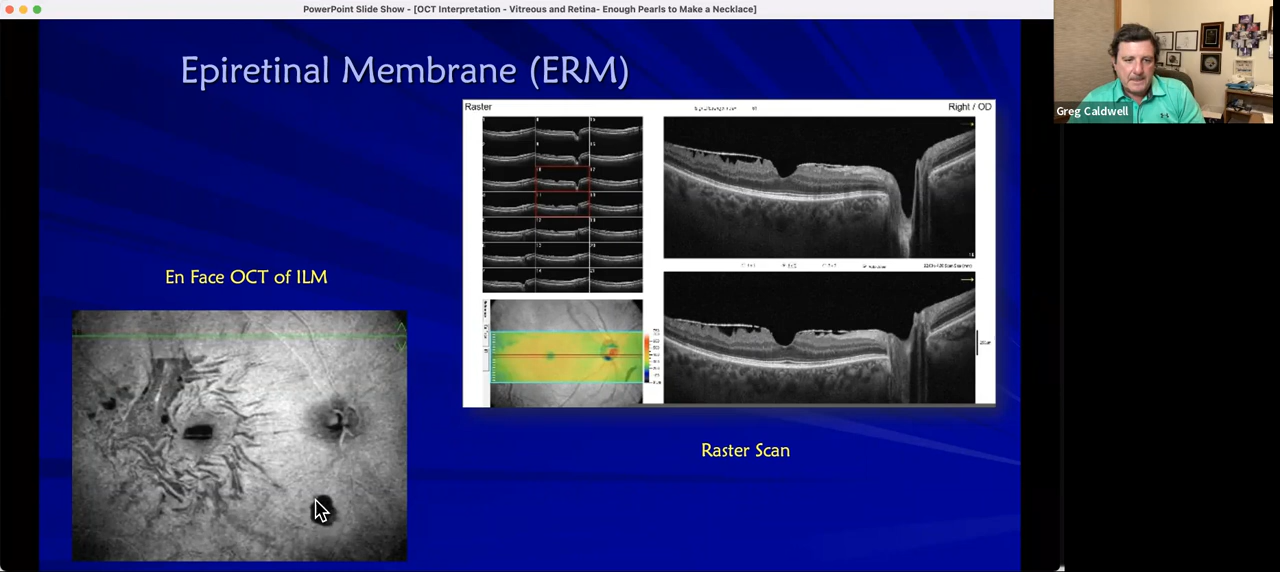 PowerPoint Slide Show - [OCT Interpretation - Vitreous and Retina- Enough Pearls to Make a Necklace]
Epiretinal Membrane (ERM)
Raster
Right / OD
Greg Caldwell
En Face OCT of ILM
Raster Scan